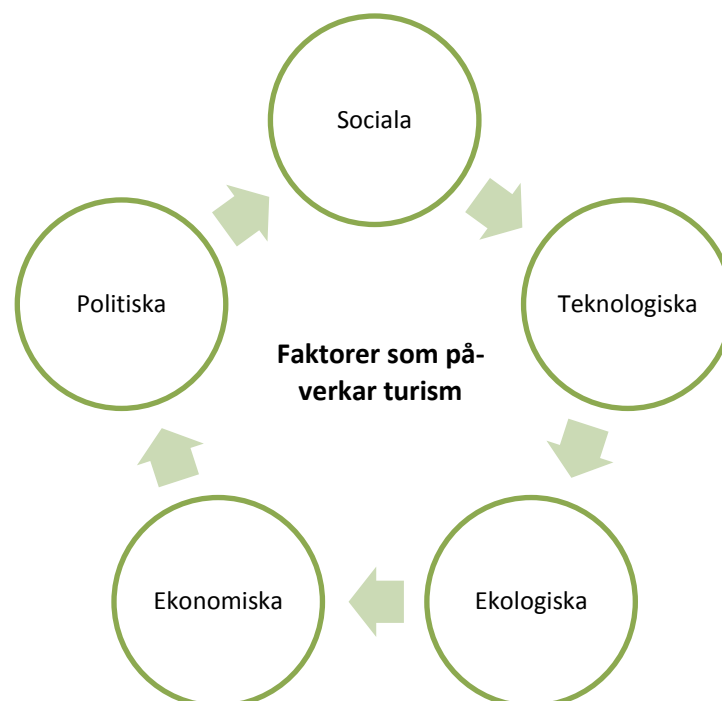 Sociala
Politiska
Teknologiska
Faktorer som på-
verkar turism
Ekonomiska
Ekologiska